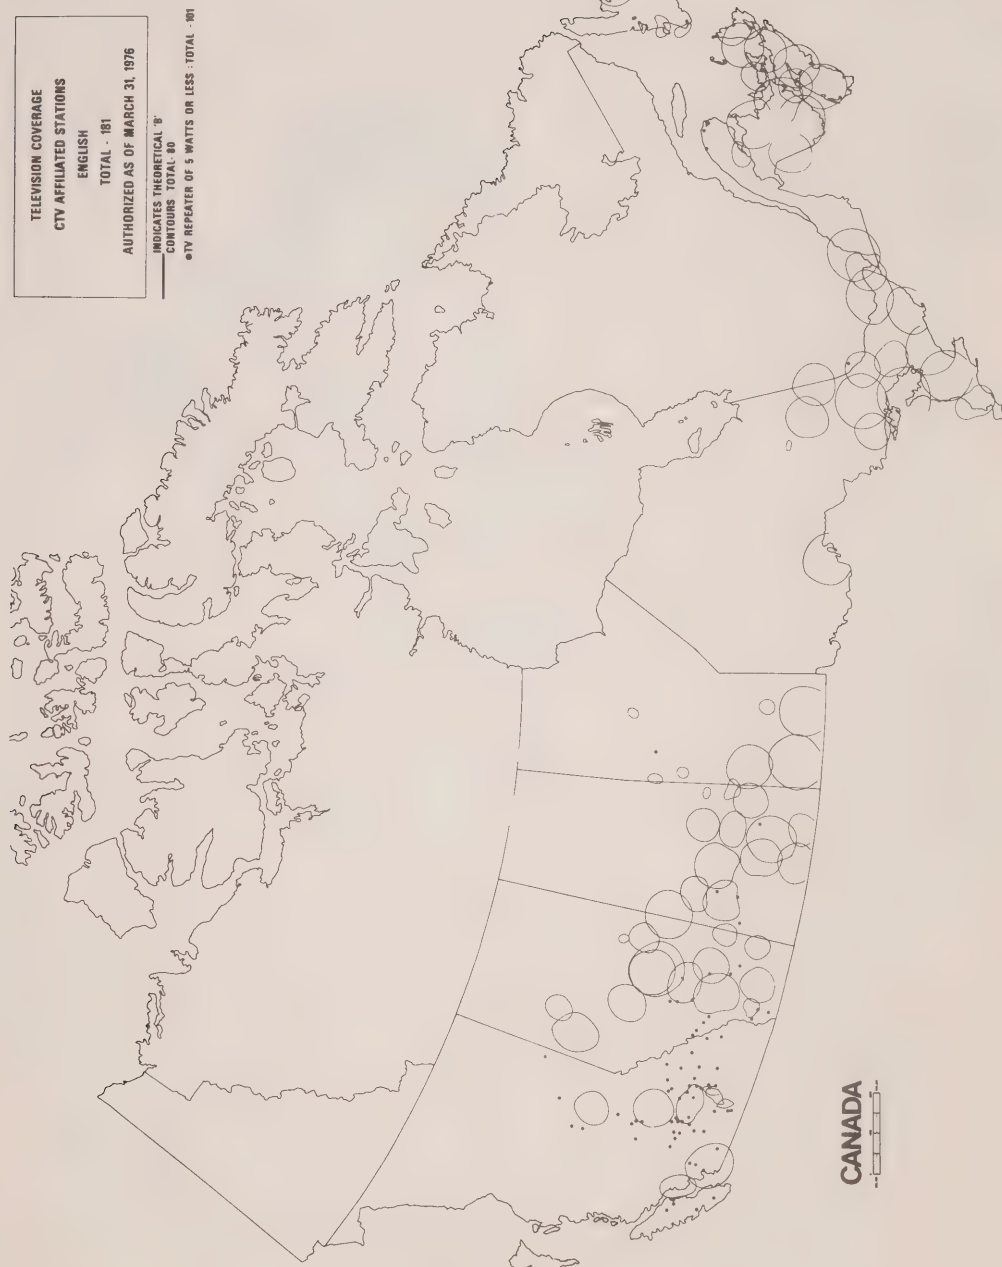 TELEVISION COVERAGE
CTV AFFILIATED STATIONS
ENGLISH
TOTAL - 181
AUTHORIZED AS OF MARCH 31, 1976
INDICATES THEORETICAL 'B'
CONTOURS TOTAL - 80
●TV REPEATER OF 5 WATTS OR LESS : TOTAL - 101
CANADA